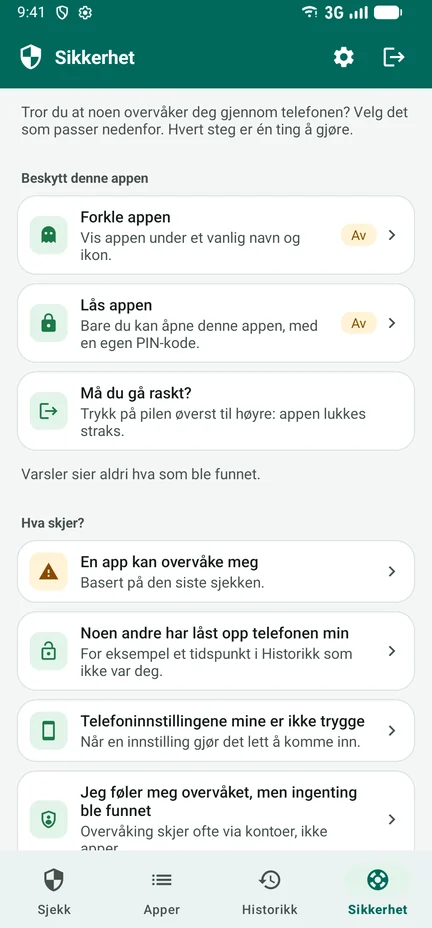 9:41
3G
Sikkerhet
Tror du at noen overvåker deg gjennom telefonen? Velg det
som passer nedenfor. Hvert steg er én ting å gjøre.
Beskytt denne appen
Forkle appen
Vis appen under et vanlig navn og
ikon.
Av
Lås appen
Bare du kan åpne denne appen, med
en egen PIN-kode.
Av
Må du gå raskt?
Trykk på pilen øverst til høyre: appen lukkes
straks.
Varsler sier aldri hva som ble funnet.
Hva skjer?
En app kan overvåke meg
Basert på den siste sjekken.
Noen andre har låst opp telefonen min
For eksempel et tidspunkt i Historikk som
ikke var deg.
Telefoninnstillingene mine er ikke trygge
Når en innstilling gjør det lett å komme inn.
Jeg føler meg overvåket, men ingenting
ble funnet
Overvåking skjer ofte via kontoer, ikke
apper.
Sjekk
Apper
Historikk
Sikkerhet